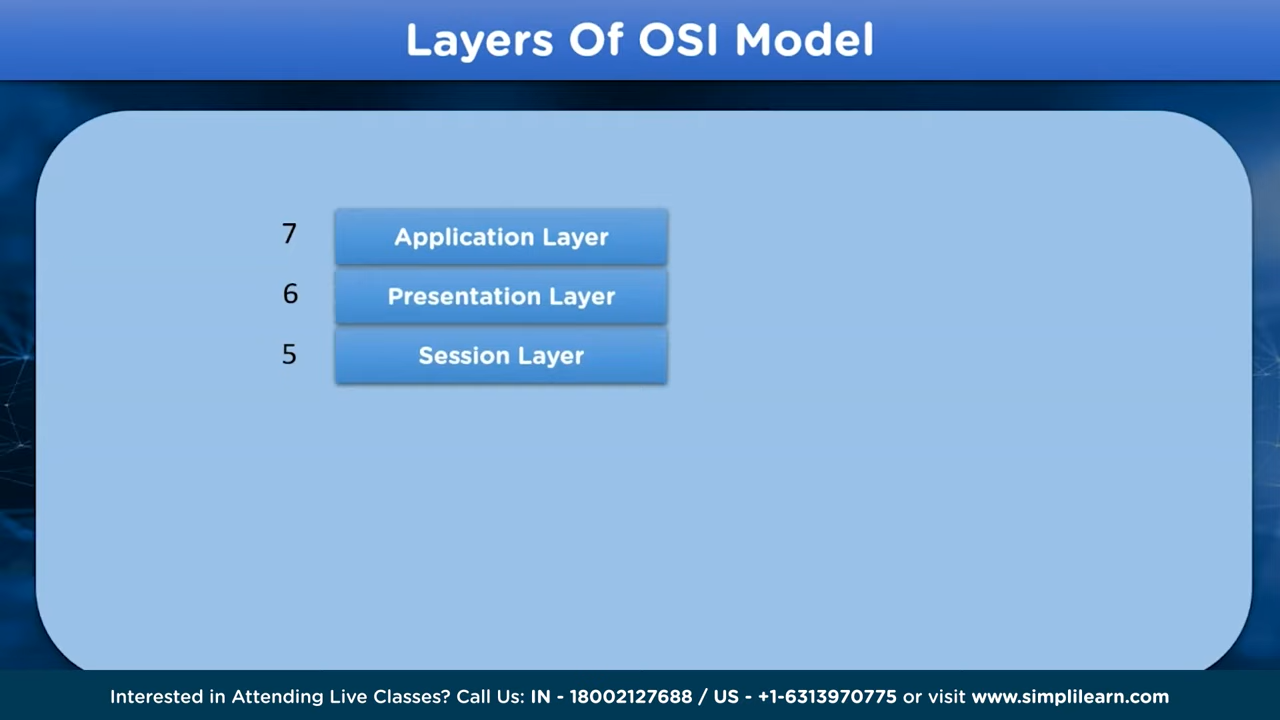 Layers Of OSI Model
7 Application Layer
6 Presentation Layer
5 Session Layer
Interested in Attending Live Classes? Call Us: IN - 18002127688 / US - +1-6313970775 or visit www.simplilearn.com